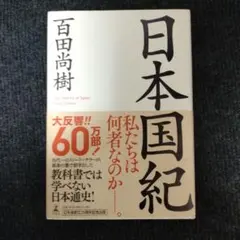 日本国紀
百田尚樹
私たちは
何者なのか——。
大反響!!
60万部!
教科書では
学べない
日本通史!